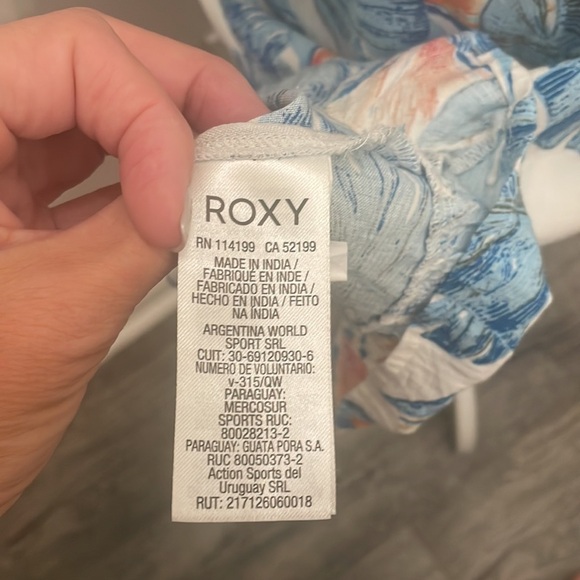 ROXY
RN 114199 CA 52199
MADE IN INDIA /
FABRIQUÉ EN INDE /
FABRICADO EN INDIA /
HECHO EN INDIA / FEITO
NA ÍNDIA
ARGENTINA WORLD
SPORT SRL
CUIT: 30-69120930-6
NUMERO DE VOLUNTARIO:
v-315/QW
PARAGUAY:
MERCOSUR
SPORTS RUC:
80028213-2
PARAGUAY: GUATA PORA S.A.
RUC 80050373-2
Action Sports del
Uruguay SRL
RUT: 217126060018